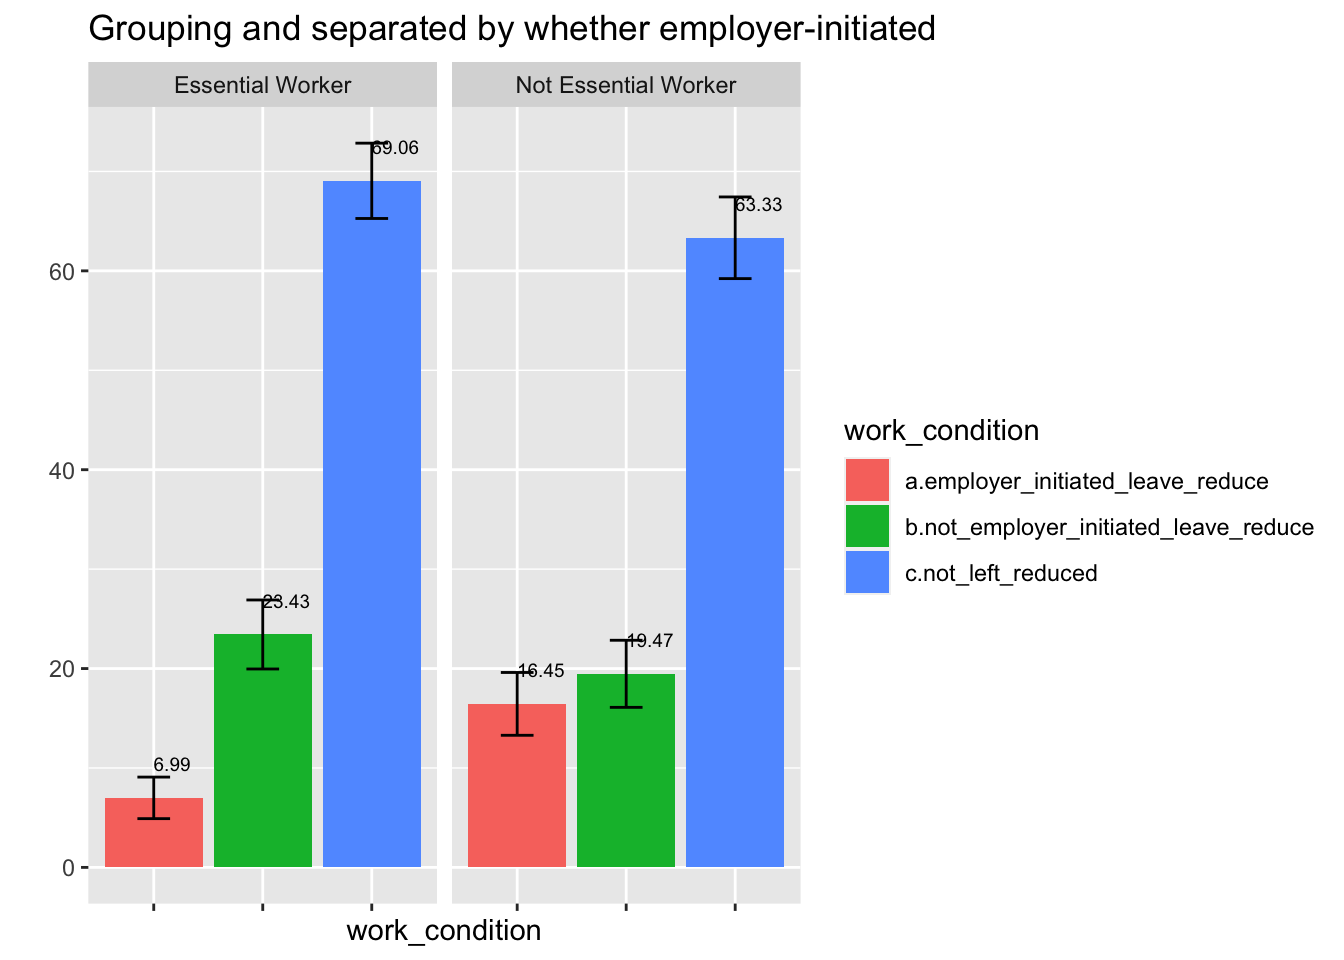 Grouping and separated by whether employer-initiated
Essential Worker
Not Essential Worker
69.06
63.33
60
40
23.43
19.47
20
16.45
6.99
0
work_condition
work_condition
a.employer_initiated_leave_reduce
b.not_employer_initiated_leave_reduce
c.not_left_reduced